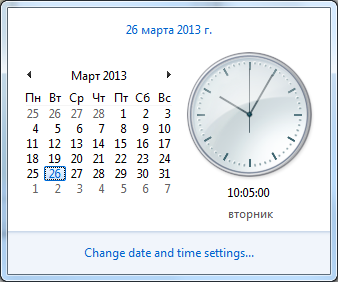 26 марта 2013 г.
Март 2013
Пн Вт Ср Чт Пт Сб Вс
25 26 27 28 1 2 3
4 5 6 7 8 9 10
11 12 13 14 15 16 17
18 19 20 21 22 23 24
25 26 27 28 29 30 31
1 2 3 4 5 6 7
10:05:00
вторник
Change date and time settings...